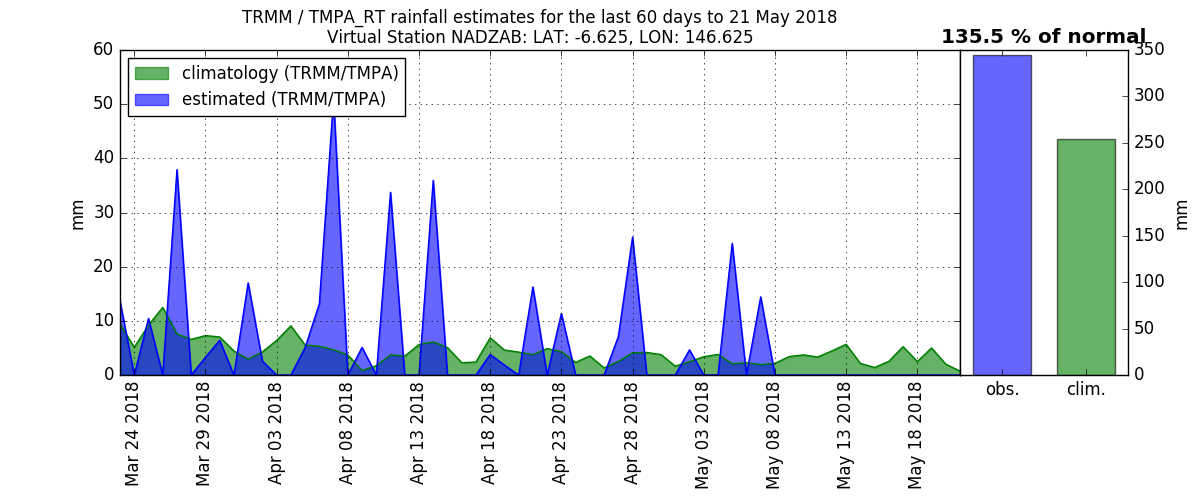 TRMM / TMPA_RT rainfall estimates for the last 60 days to 21 May 2018
Virtual Station NADZAB: LAT: -6.625, LON: 146.625
135.5 % of normal
climatology (TRMM/TMPA)
estimated (TRMM/TMPA)
60
50
40
30
20
10
0
mm
Mar 24 2018
Mar 29 2018
Apr 03 2018
Apr 08 2018
Apr 13 2018
Apr 18 2018
Apr 23 2018
Apr 28 2018
May 03 2018
May 08 2018
May 13 2018
May 18 2018
350
300
250
200
150
100
50
0
mm
obs.
clim.